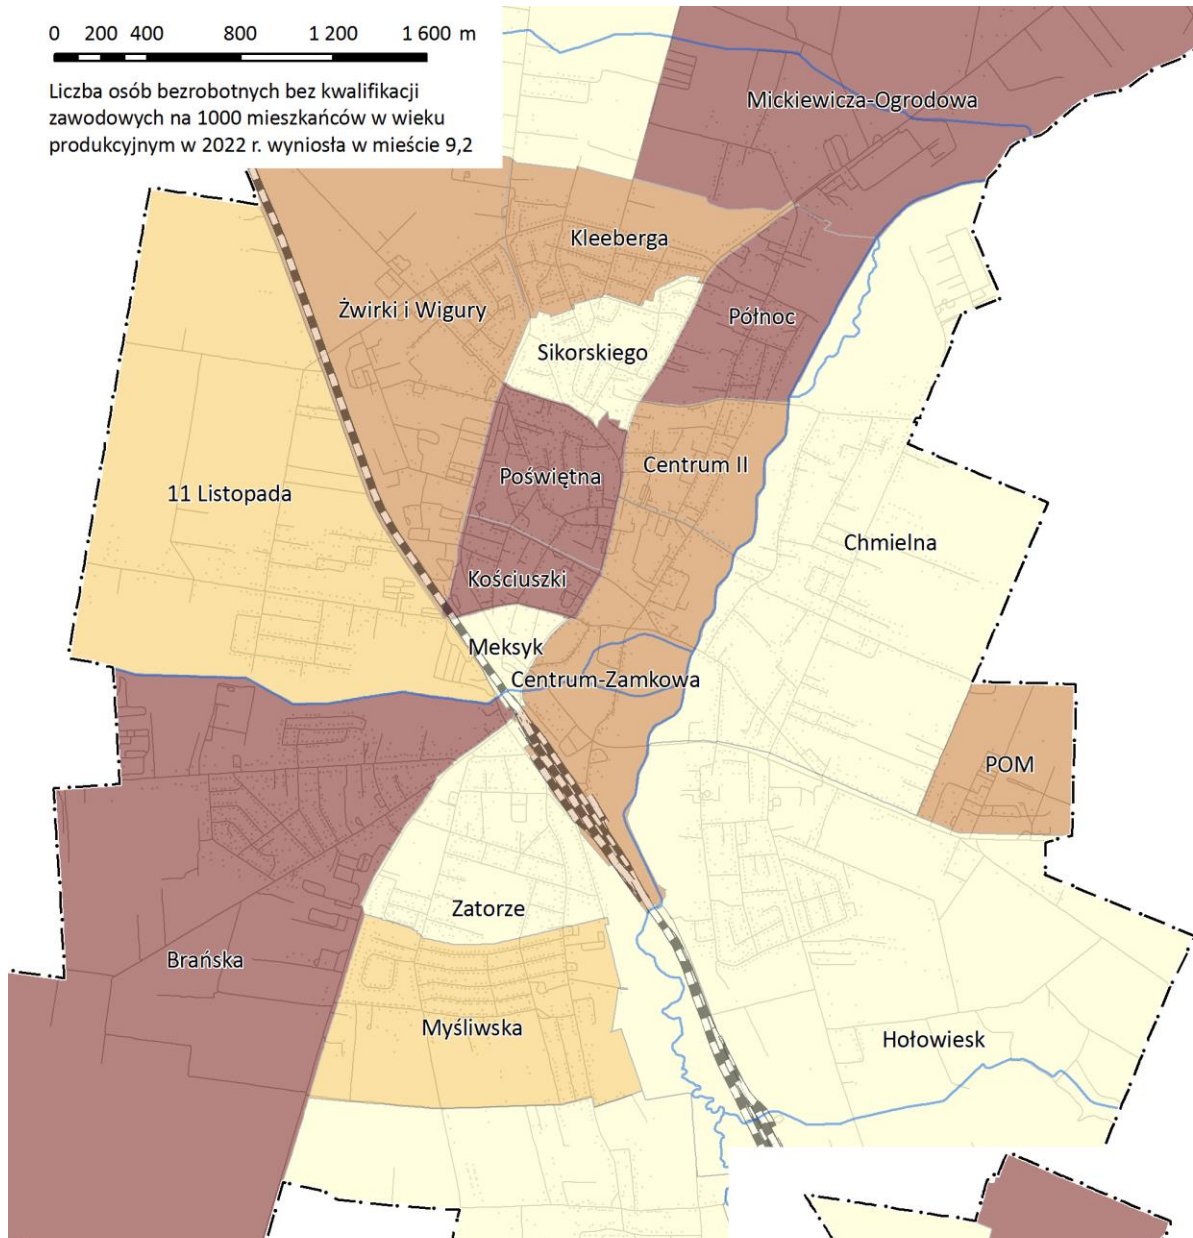 0 200 400 800 1 200 1 600 m
Liczba osób bezrobotnych bez kwalifikacji
zawodowych na 1000 mieszkańców w wieku
produkcyjnym w 2022 r. wyniosła w mieście 9,2
Mickiewicza-Ogrodowa
Kleeberga
Żwirki i Wigury
Północ
Sikorskiego
Centrum II
Poświętna
11 Listopada
Chmielna
Kościuszki
Meksyk
Centrum-Zamkowa
POM
Zatorze
Brańska
Myśliwska
Hołowiesk